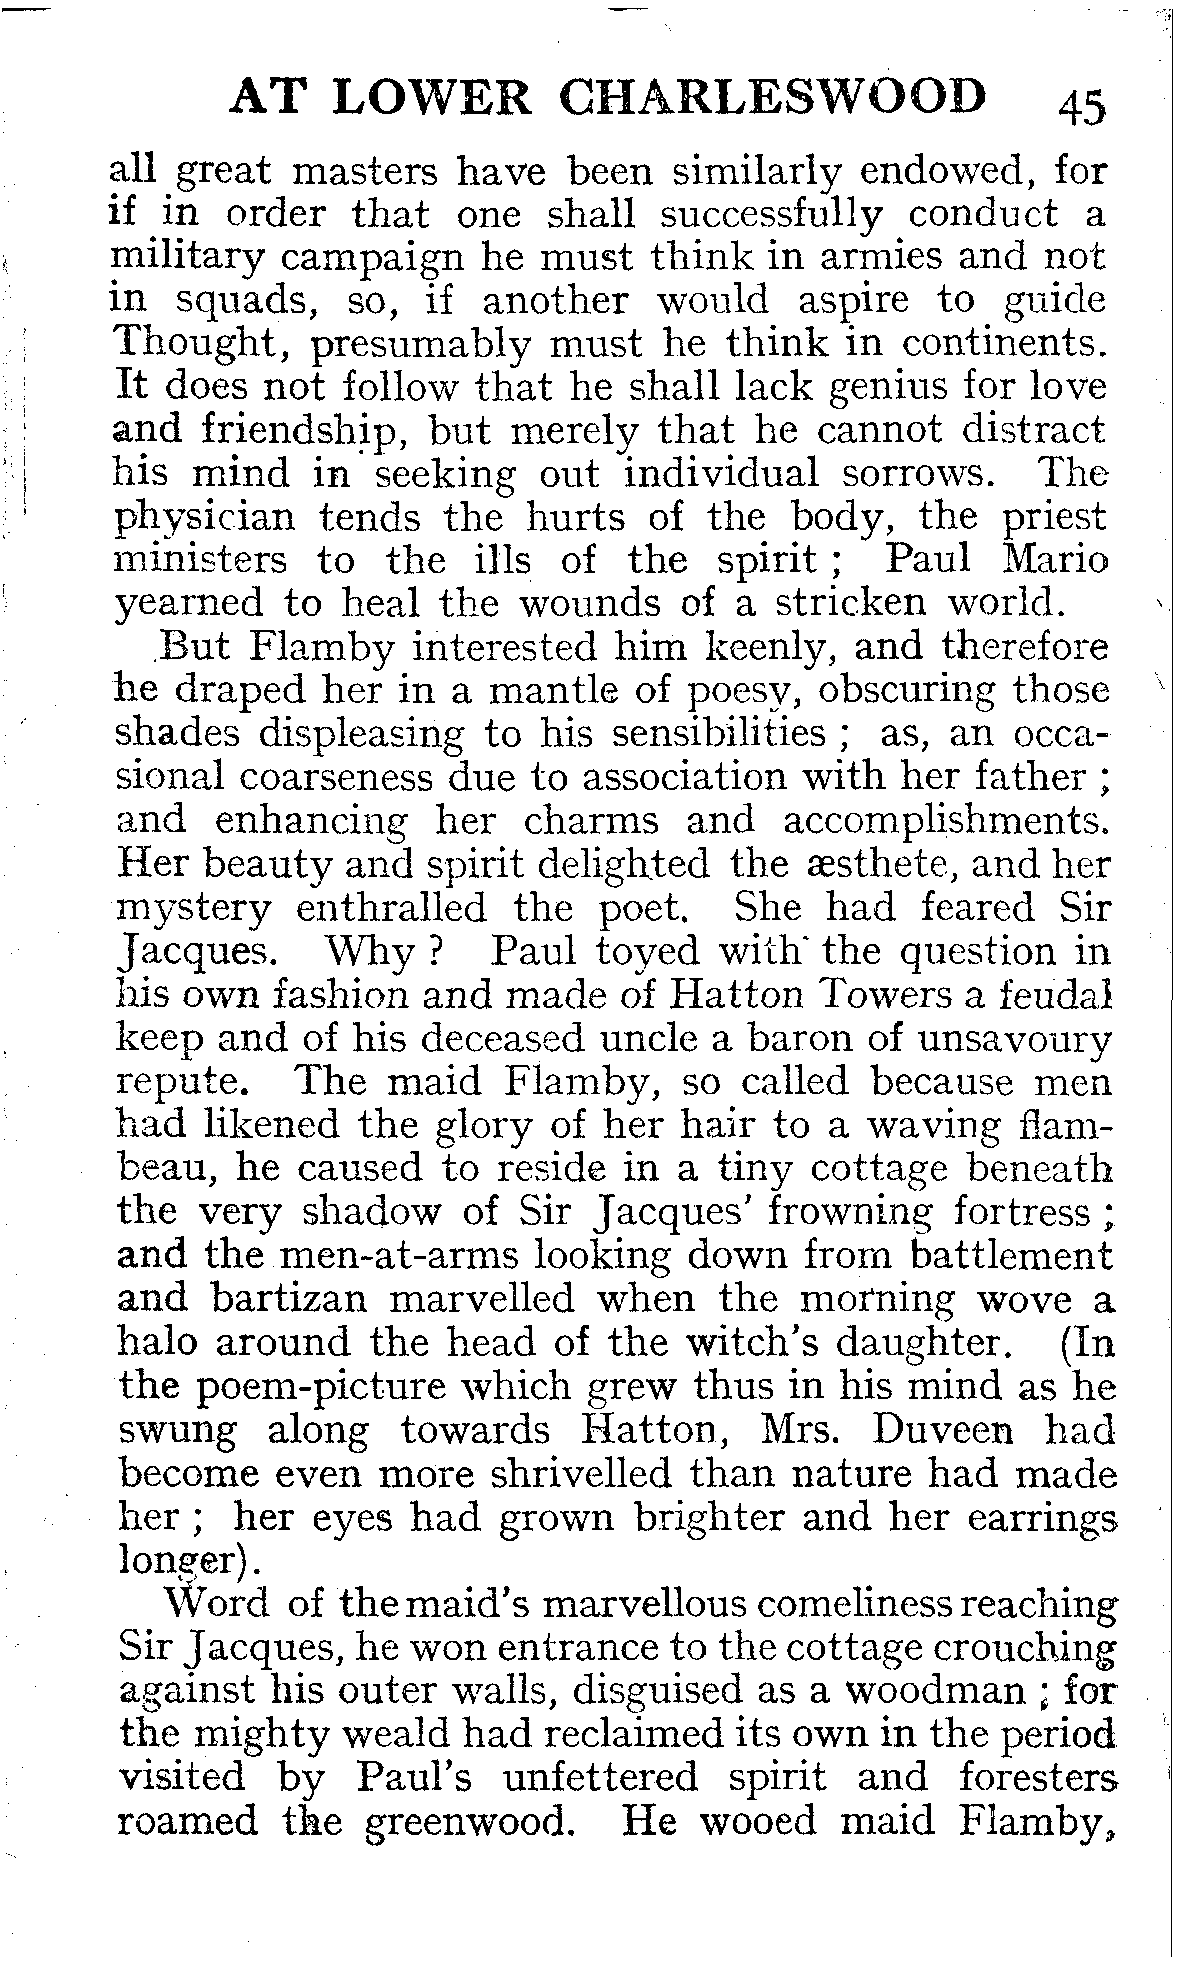 AT LOWER CHARLESWOOD 45
all great masters have been similarly endowed, for
if in order that one shall successfully conduct a
military campaign he must think in armies and not
in squads, so, if another would aspire to guide
Thought, presumably must he think in continents.
It does not follow that he shall lack genius for love
and friendship, but merely that he cannot distract
his mind in seeking out individual sorrows. The
physician tends the hurts of the body, the priest
ministers to the ills of the spirit ; Paul Mario
yearned to heal the wounds of a stricken world.
But Flamby interested him keenly, and therefore
he draped her in a mantle of poesy, obscuring those
shades displeasing to his sensibilities ; as, an occa-
sional coarseness due to association with her father ;
and enhancing her charms and accomplishments.
Her beauty and spirit delighted the æsthete, and her
mystery enthralled the poet. She had feared Sir
Jacques. Why ? Paul toyed with the question in
his own fashion and made of Hatton Towers a feudal
keep and of his deceased uncle a baron of unsavoury
repute. The maid Flamby, so called because men
had likened the glory of her hair to a waving flam-
beau, he caused to reside in a tiny cottage beneath
the very shadow of Sir Jacques' frowning fortress ;
and the men-at-arms looking down from battlement
and bartizan marvelled when the morning wove a
halo around the head of the witch's daughter. (In
the poem-picture which grew thus in his mind as he
swung along towards Hatton, Mrs. Duveen had
become even more shrivelled than nature had made
her ; her eyes had grown brighter and her earrings
longer).
Word of the maid's marvellous comeliness reaching
Sir Jacques, he won entrance to the cottage crouching
against his outer walls, disguised as a woodman ; for
the mighty weald had reclaimed its own in the period
visited by Paul's unfettered spirit and foresters
roamed the greenwood. He wooed maid Flamby,